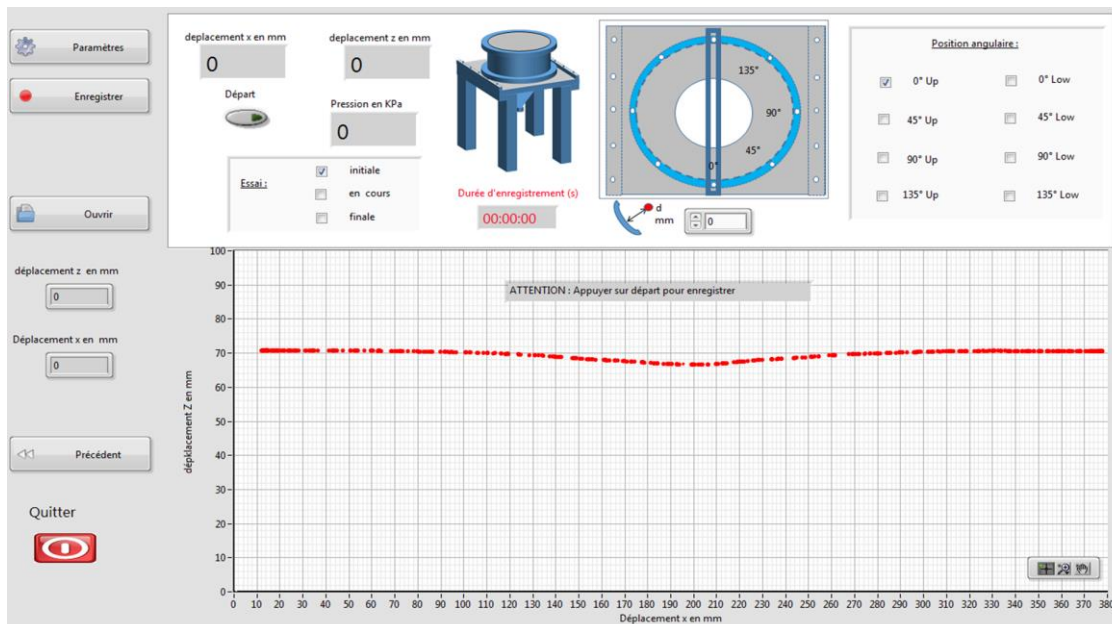 Paramètres
Enregistrer
Ouvrir
déplacement z en mm
0
Déplacement x en mm
0
Précédent
Quitter
deplacement x en mm
0
deplacement z en mm
0
Départ
Pression en KPa
0
Essai :
initiale
en cours
finale
Durée d'enregistrement (s)
00:00:00
135°
90°
45°
0°
d
mm
0
Position angulaire :
0° Up
0° Low
45° Up
45° Low
90° Up
90° Low
135° Up
135° Low
ATTENTION : Appuyer sur départ pour enregistrer
dépklacement Z en mm
100
90
80
70
60
50
40
30
20
10
0
0 10 20 30 40 50 60 70 80 90 100 110 120 130 140 150 160 170 180 190 200 210 220 230 240 250 260 270 280 290 300 310 320 330 340 350 360 370 380
Déplacement x en mm